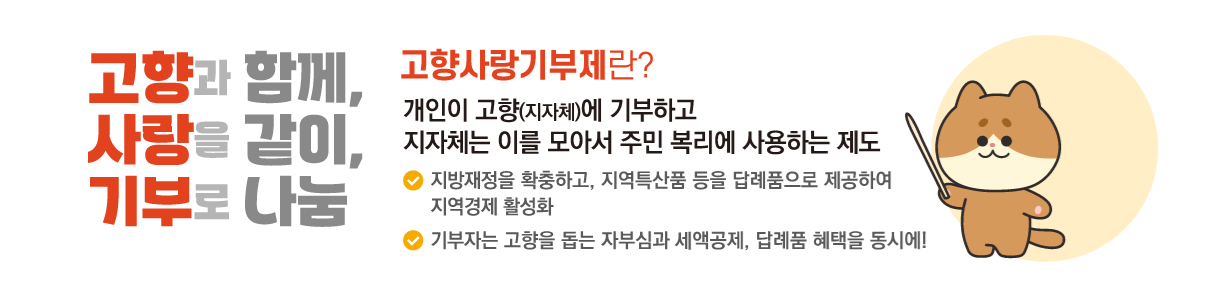 고향과 함께,
사랑을 같이,
기부로 나눔
고향사랑기부제란?
개인이 고향(지자체)에 기부하고
지자체는 이를 모아서 주민 복리에 사용하는 제도
지방재정을 확충하고, 지역특산품 등을 답례품으로 제공하여
지역경제 활성화
기부자는 고향을 돕는 자부심과 세액공제, 답례품 혜택을 동시에!